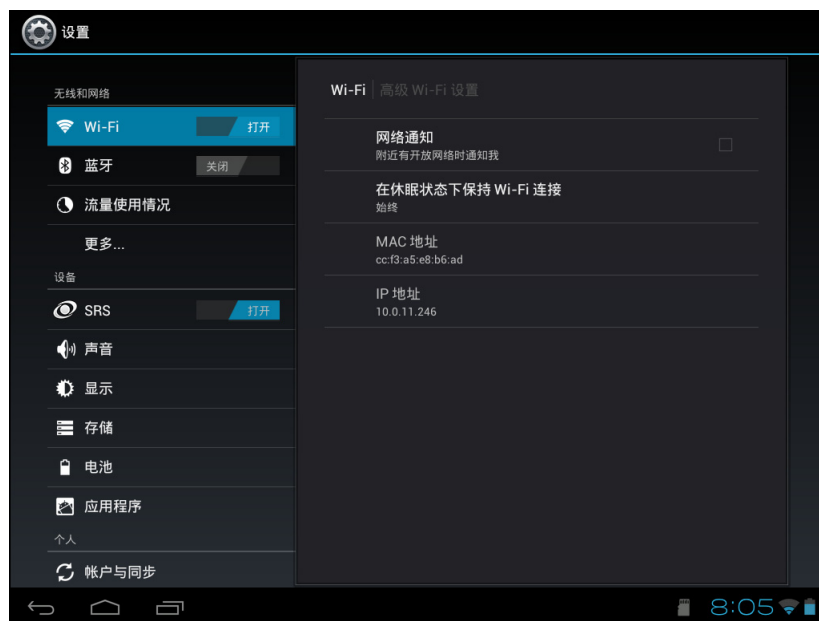 设置
无线和网络
Wi-Fi 打开
蓝牙 关闭
流量使用情况
更多...
设备
SRS 打开
声音
显示
存储
电池
应用程序
个人
帐户与同步
Wi-Fi 高级 Wi-Fi 设置
网络通知
附近有开放网络时通知我
在休眠状态下保持 Wi-Fi 连接
始终
MAC 地址
cc:f3:a5:e8:b6:ad
IP 地址
10.0.11.246
8:05